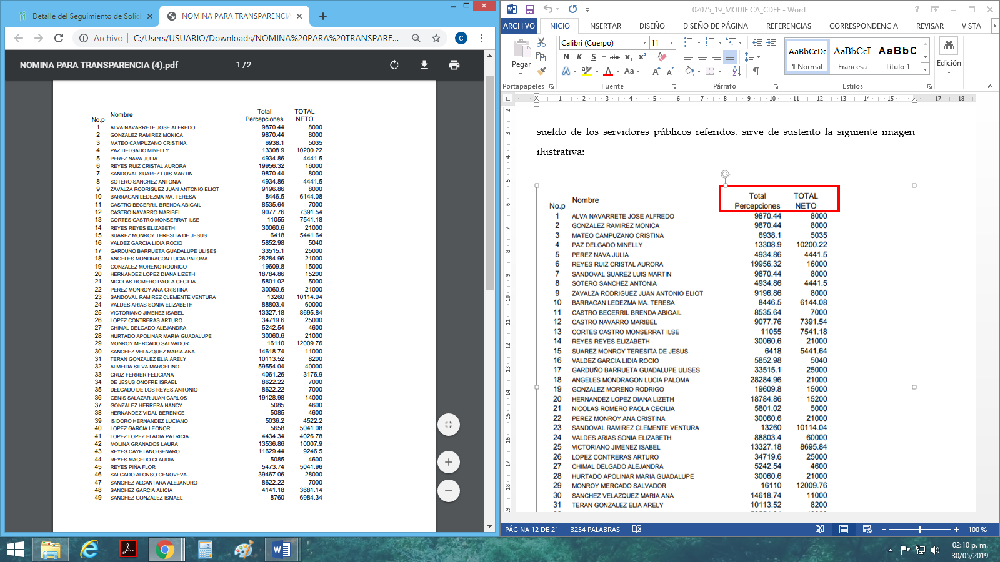 Detalle del Seguimiento de Solici
NOMINA PARA TRANSPARENCIA
Archivo C:/Users/USUARIO/Downloads/NOMINA%20PARA%20TRANSPARE...
C
NOMINA PARA TRANSPARENCIA (4).pdf 1 / 2
No.p Nombre Total Percepciones TOTAL NETO
1 ALVA NAVARRETE JOSE ALFREDO 9870.44 8000
2 GONZALEZ RAMIREZ MONICA 9870.44 8000
3 MATEO CAMPUZANO CRISTINA 6938.1 5035
4 PAZ DELGADO MINELLY 13308.9 10200.22
5 PEREZ NAVA JULIA 4934.86 4441.5
6 REYES RUIZ CRISTAL AURORA 19956.32 16000
7 SANDOVAL SUAREZ LUIS MARTIN 9870.44 8000
8 SOTERO SANCHEZ ANTONIA 4934.86 4441.5
9 ZAVALZA RODRIGUEZ JUAN ANTONIO ELIOT 9196.86 8000
10 BARRAGAN LEDEZMA MA. TERESA 8446.5 6144.08
11 CASTRO BECERRIL BRENDA ABIGAIL 8535.64 7000
12 CASTRO NAVARRO MARIBEL 9077.76 7391.54
13 CORTES CASTRO MONSERRAT ILSE 11055 7541.18
14 REYES REYES ELIZABETH 30060.6 21000
15 SUAREZ MONROY TERESITA DE JESUS 6418 5441.64
16 VALDEZ GARCIA LIDIA ROCIO 5852.98 5040
17 GARDUÑO BARRUETA GUADALUPE ULISES 33515.1 25000
18 ANGELES MONDRAGON LUCIA PALOMA 28284.96 21000
19 GONZALEZ MORENO RODRIGO 19609.8 15000
20 HERNANDEZ LOPEZ DIANA LIZETH 18784.86 15200
21 NICOLAS ROMERO PAOLA CECILIA 5801.02 5000
22 PEREZ MONROY ANA CRISTINA 30060.6 21000
23 SANDOVAL RAMIREZ CLEMENTE VENTURA 13260 10114.04
24 VALDES ARIAS SONIA ELIZABETH 88803.4 60000
25 VICTORIANO JIMENEZ ISABEL 13327.18 8695.84
26 LOPEZ CONTRERAS ARTURO 34719.6 25000
27 CHIMAL DELGADO ALEJANDRA 5242.54 4600
28 HURTADO APOLINAR MARIA GUADALUPE 30060.6 21000
29 MONROY MERCADO SALVADOR 16110 12009.76
30 SANCHEZ VELAZQUEZ MARIA ANA 14618.74 11000
31 TERAN GONZALEZ ELIA ARELY 10113.52 8200
32 ALMEIDA SILVA MARCELINO 59554.04 40000
33 CRUZ FERRER FELICIANA 4061.26 3176.9
34 DE JESUS ONOFRE ISRAEL 8622.22 7000
35 DELGADO DE LOS REYES ANTONIO 8622.22 7000
36 GENIS SALAZAR JUAN CARLOS 19128.98 14000
37 GONZALEZ HERRERA NANCY 5085 4600
38 HERNANDEZ VIDAL BERENICE 5085 4600
39 ISIDORO HERNANDEZ LUCIANO 5036.2 4522.2
40 LOPEZ GARCIA LEONOR 5658 5041.08
41 LOPEZ LOPEZ ELADIA PATRICIA 4434.34 4026.78
42 MOLINA GRANADOS LAURA 13536.86 10007.9
43 REYES CAYETANO GENARO 11629.44 9246.5
44 REYES MACEDO CLAUDIA 5085 4600
45 REYES PIÑA FLOR 5473.74 5041.96
46 SALGADO ALONSO GENOVEVA 39467.06 28000
47 SANCHEZ ALCANTARA ALEJANDRO 8622.22 7000
48 SANCHEZ GARCIA ALICIA 4141.18 3681.14
49 SANCHEZ GONZALEZ ISMAEL 8760 6984.34
02075_19_MODIFICA_CDFE - Word
ARCHIVO INICIO INSERTAR DISEÑO DISEÑO DE PÁGINA REFERENCIAS CORRESPONDENCIA REVISAR VISTA
Calibri (Cuerpo) 11
N K S abc x₂ x²
Pegar
A aby A Aa A A
AaBbCcDc AaBbCcI AaBbC
¶ Normal Francesa Título 1
Edición
Portapapeles Fuente Párrafo Estilos
1 2 3 4 5 6 7 8 9 10 11 12 13 14 15 17 18
sueldo de los servidores públicos referidos, sirve de sustento la siguiente imagen
ilustrativa:
No.p Nombre Total Percepciones TOTAL NETO
1 ALVA NAVARRETE JOSE ALFREDO 9870.44 8000
2 GONZALEZ RAMIREZ MONICA 9870.44 8000
3 MATEO CAMPUZANO CRISTINA 6938.1 5035
4 PAZ DELGADO MINELLY 13308.9 10200.22
5 PEREZ NAVA JULIA 4934.86 4441.5
6 REYES RUIZ CRISTAL AURORA 19956.32 16000
7 SANDOVAL SUAREZ LUIS MARTIN 9870.44 8000
8 SOTERO SANCHEZ ANTONIA 4934.86 4441.5
9 ZAVALZA RODRIGUEZ JUAN ANTONIO ELIOT 9196.86 8000
10 BARRAGAN LEDEZMA MA. TERESA 8446.5 6144.08
11 CASTRO BECERRIL BRENDA ABIGAIL 8535.64 7000
12 CASTRO NAVARRO MARIBEL 9077.76 7391.54
13 CORTES CASTRO MONSERRAT ILSE 11055 7541.18
14 REYES REYES ELIZABETH 30060.6 21000
15 SUAREZ MONROY TERESITA DE JESUS 6418 5441.64
16 VALDEZ GARCIA LIDIA ROCIO 5852.98 5040
17 GARDUÑO BARRUETA GUADALUPE ULISES 33515.1 25000
18 ANGELES MONDRAGON LUCIA PALOMA 28284.96 21000
19 GONZALEZ MORENO RODRIGO 19609.8 15000
20 HERNANDEZ LOPEZ DIANA LIZETH 18784.86 15200
21 NICOLAS ROMERO PAOLA CECILIA 5801.02 5000
22 PEREZ MONROY ANA CRISTINA 30060.6 21000
23 SANDOVAL RAMIREZ CLEMENTE VENTURA 13260 10114.04
24 VALDES ARIAS SONIA ELIZABETH 88803.4 60000
25 VICTORIANO JIMENEZ ISABEL 13327.18 8695.84
26 LOPEZ CONTRERAS ARTURO 34719.6 25000
27 CHIMAL DELGADO ALEJANDRA 5242.54 4600
28 HURTADO APOLINAR MARIA GUADALUPE 30060.6 21000
29 MONROY MERCADO SALVADOR 16110 12009.76
30 SANCHEZ VELAZQUEZ MARIA ANA 14618.74 11000
31 TERAN GONZALEZ ELIA ARELY 10113.52 8200
PÁGINA 12 DE 21 3254 PALABRAS 100 %
02:10 p. m.
30/05/2019